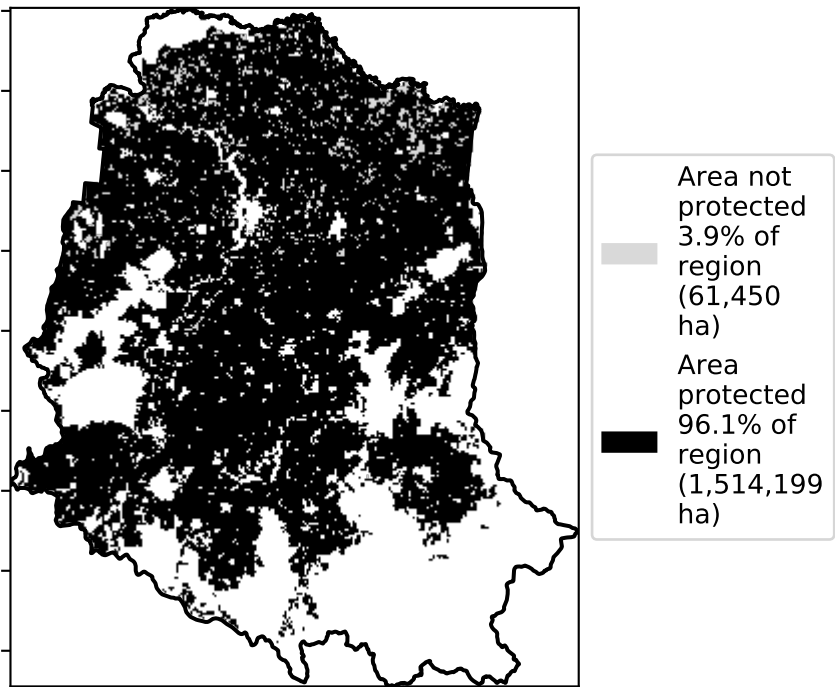 Area not
protected
3.9% of
region
(61,450
ha)
Area
protected
96.1% of
region
(1,514,199
ha)